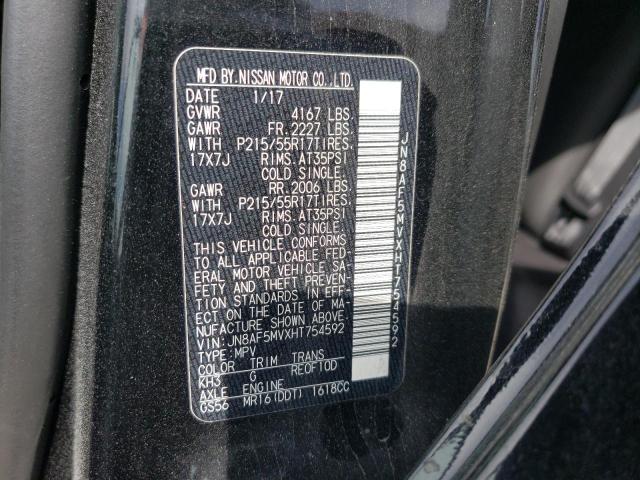 MFD BY NISSAN MOTOR CO., LTD.
DATE 1/17
GVWR 4167 LBS.
GAWR FR. 2227 LBS.
WITH P215/55R17TIRES,
17X7J RIMS. AT35PSI
COLD SINGLE.
GAWR RR. 2006 LBS.
WITH P215/55R17TIRES,
17X7J RIMS. AT35PSI
COLD SINGLE.
THIS VEHICLE CONFORMS
TO ALL APPLICABLE FED-
ERAL MOTOR VEHICLE SA-
FETY AND THEFT PREVEN-
TION STANDARDS IN EFF-
ECT ON THE DATE OF MA-
NUFACTURE SHOWN ABOVE.
VIN: JN8AF5MVXHT754592
TYPE: MPV
COLOR TRIM TRANS
KH3 G RE0F10D
AXLE ENGINE
GS56 MR16(DDT) 1618CC
JN8AF5MVXHT754592